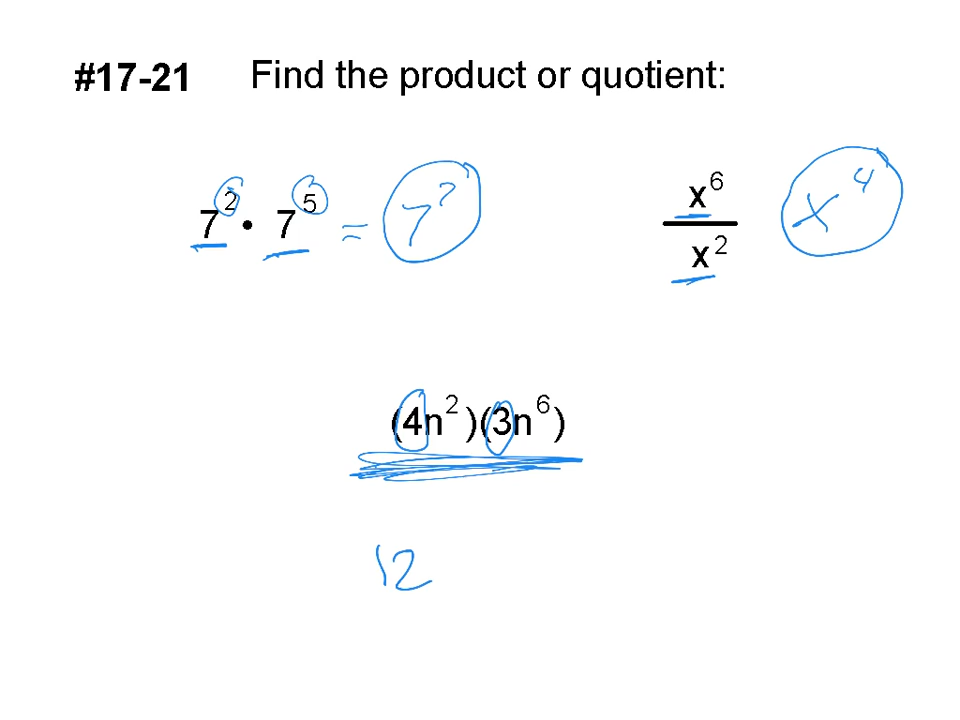 #17-21 Find the product or quotient:
7² • 7⁵ = 7⁷
x⁶/x² x⁴
(4n²)(3n⁶)
12